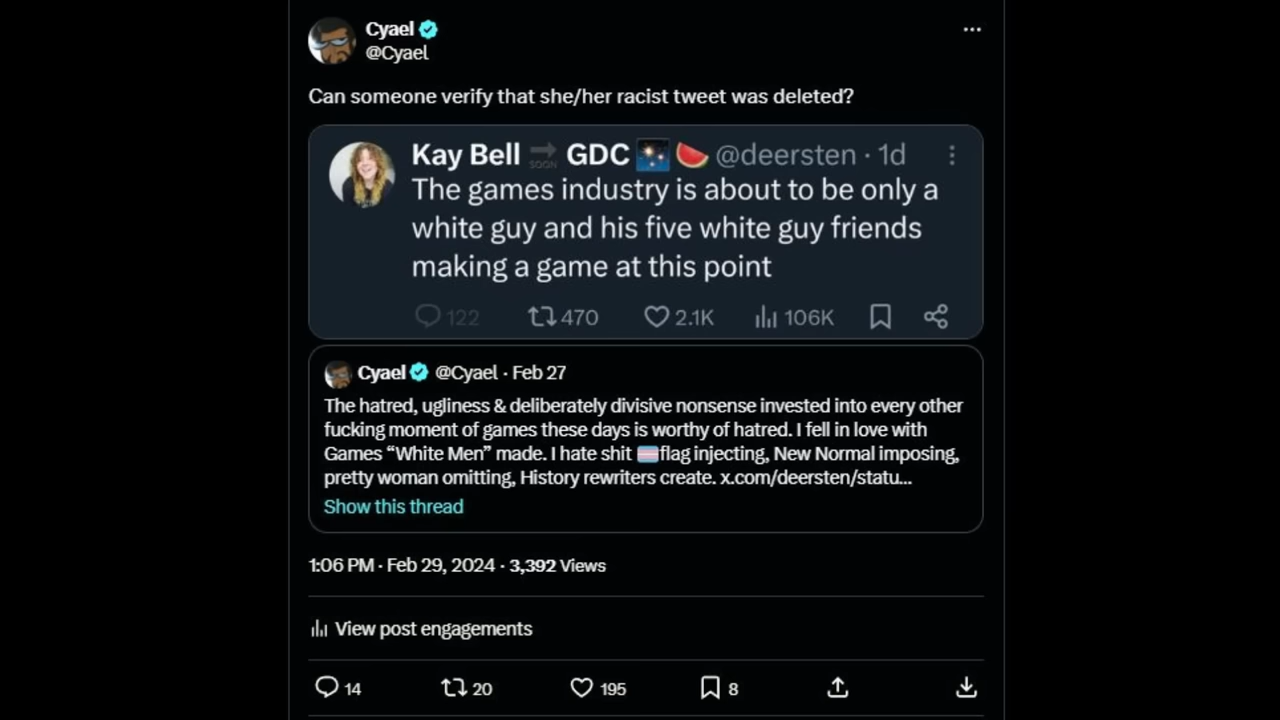 Cyael
@Cyael
Can someone verify that she/her racist tweet was deleted?
Kay Bell SOON GDC @deersten · 1d
The games industry is about to be only a
white guy and his five white guy friends
making a game at this point
122 470 2.1K 106K
Cyael @Cyael · Feb 27
The hatred, ugliness & deliberately divisive nonsense invested into every other
fucking moment of games these days is worthy of hatred. I fell in love with
Games “White Men” made. I hate shit 🏳️‍⚧️flag injecting, New Normal imposing,
pretty woman omitting, History rewriters create. x.com/deersten/statu...
Show this thread
1:06 PM · Feb 29, 2024 · 3,392 Views
View post engagements
14 20 195 8